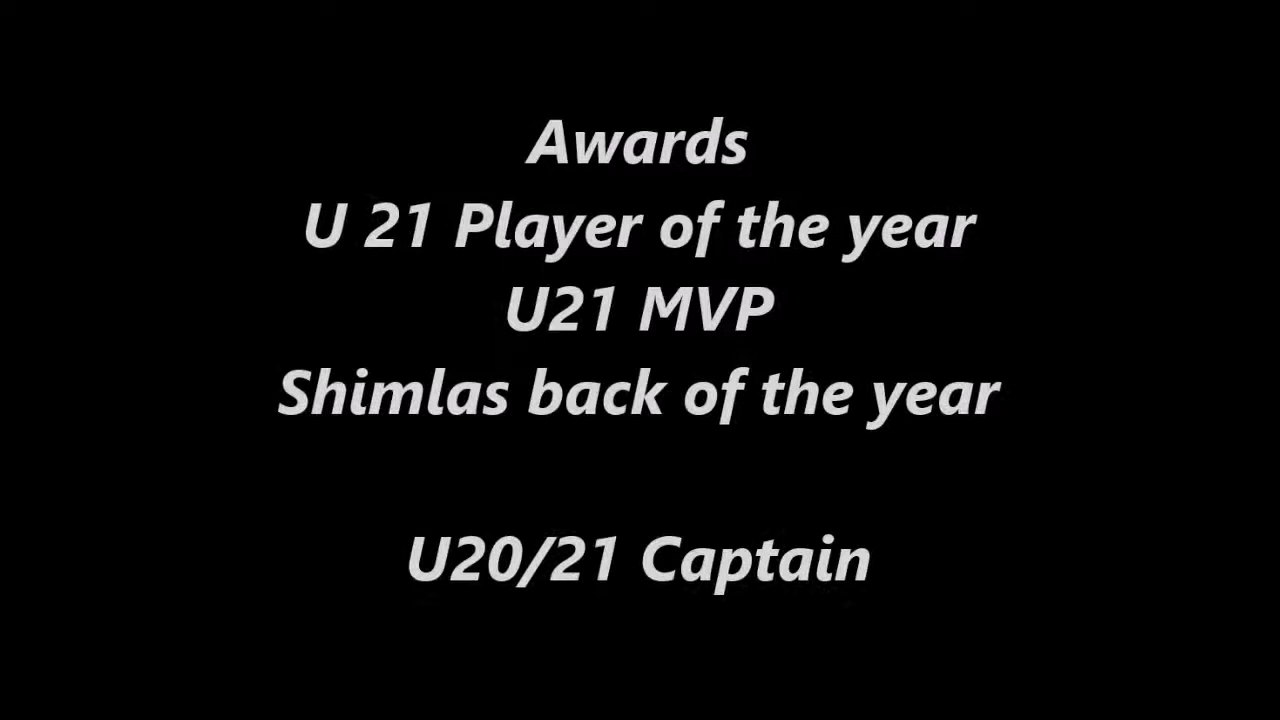 Awards
U 21 Player of the year
U21 MVP
Shimlas back of the year
U20/21 Captain